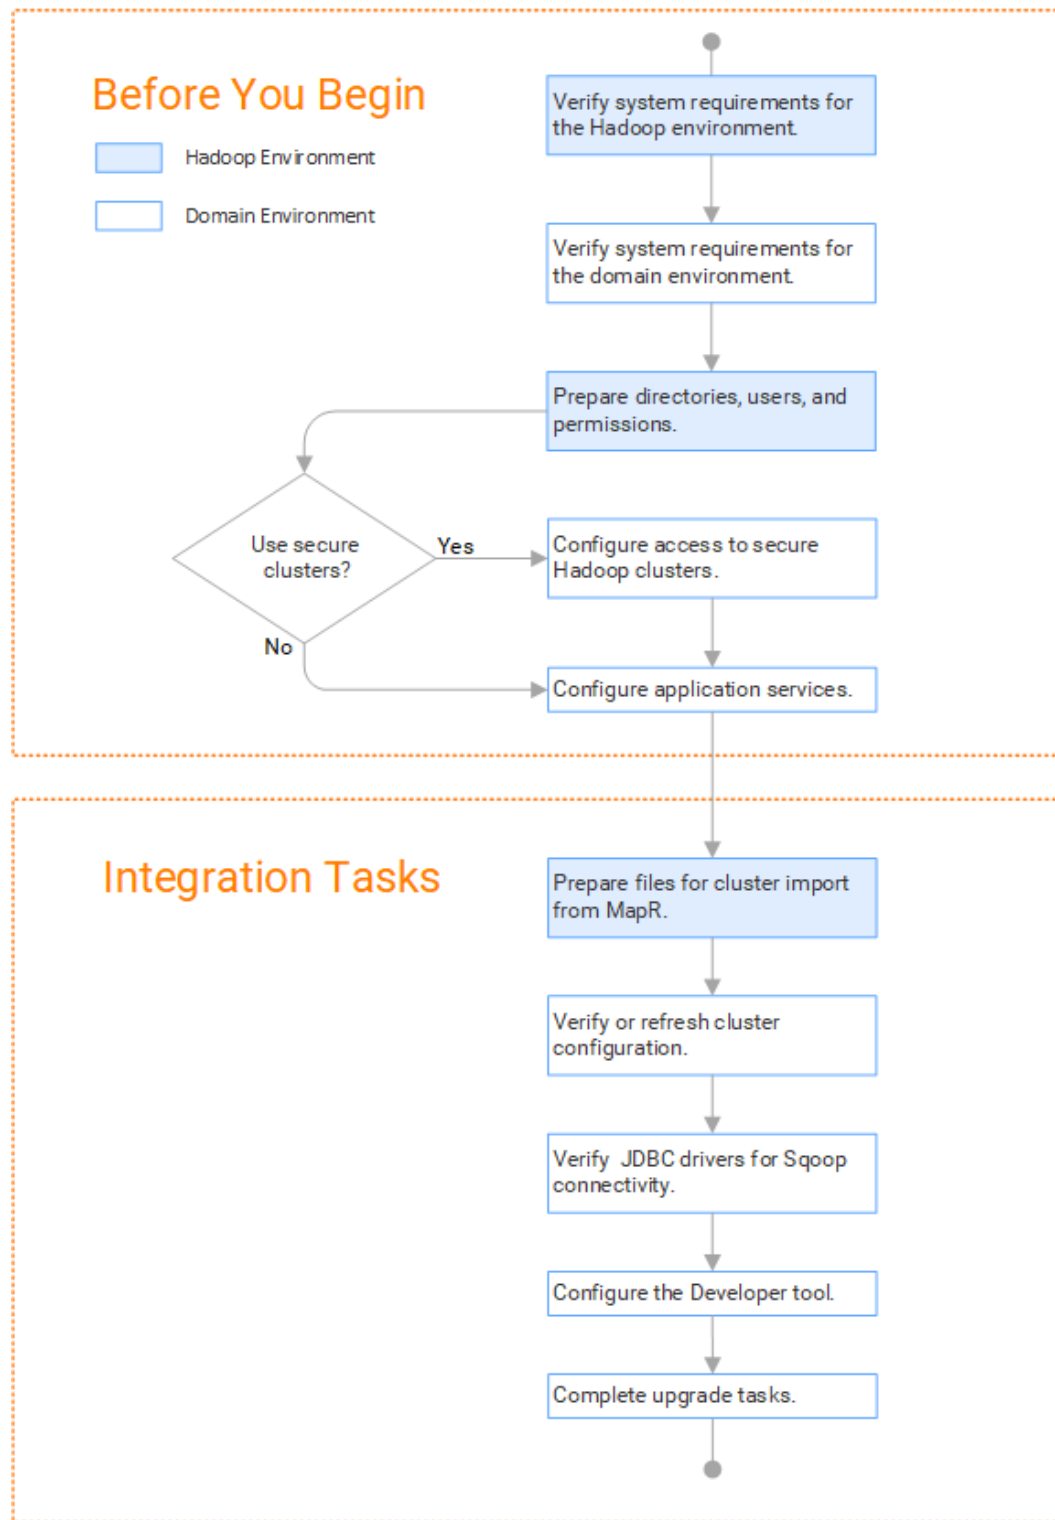 Before You Begin
Hadoop Environment
Domain Environment
Verify system requirements for
the Hadoop environment.
Verify system requirements for
the domain environment.
Prepare directories, users, and
permissions.
Use secure
clusters?
Yes
No
Configure access to secure
Hadoop clusters.
Configure application services.
Integration Tasks
Prepare files for cluster import
from MapR.
Verify or refresh cluster
configuration.
Verify JDBC drivers for Sqoop
connectivity.
Configure the Developer tool.
Complete upgrade tasks.